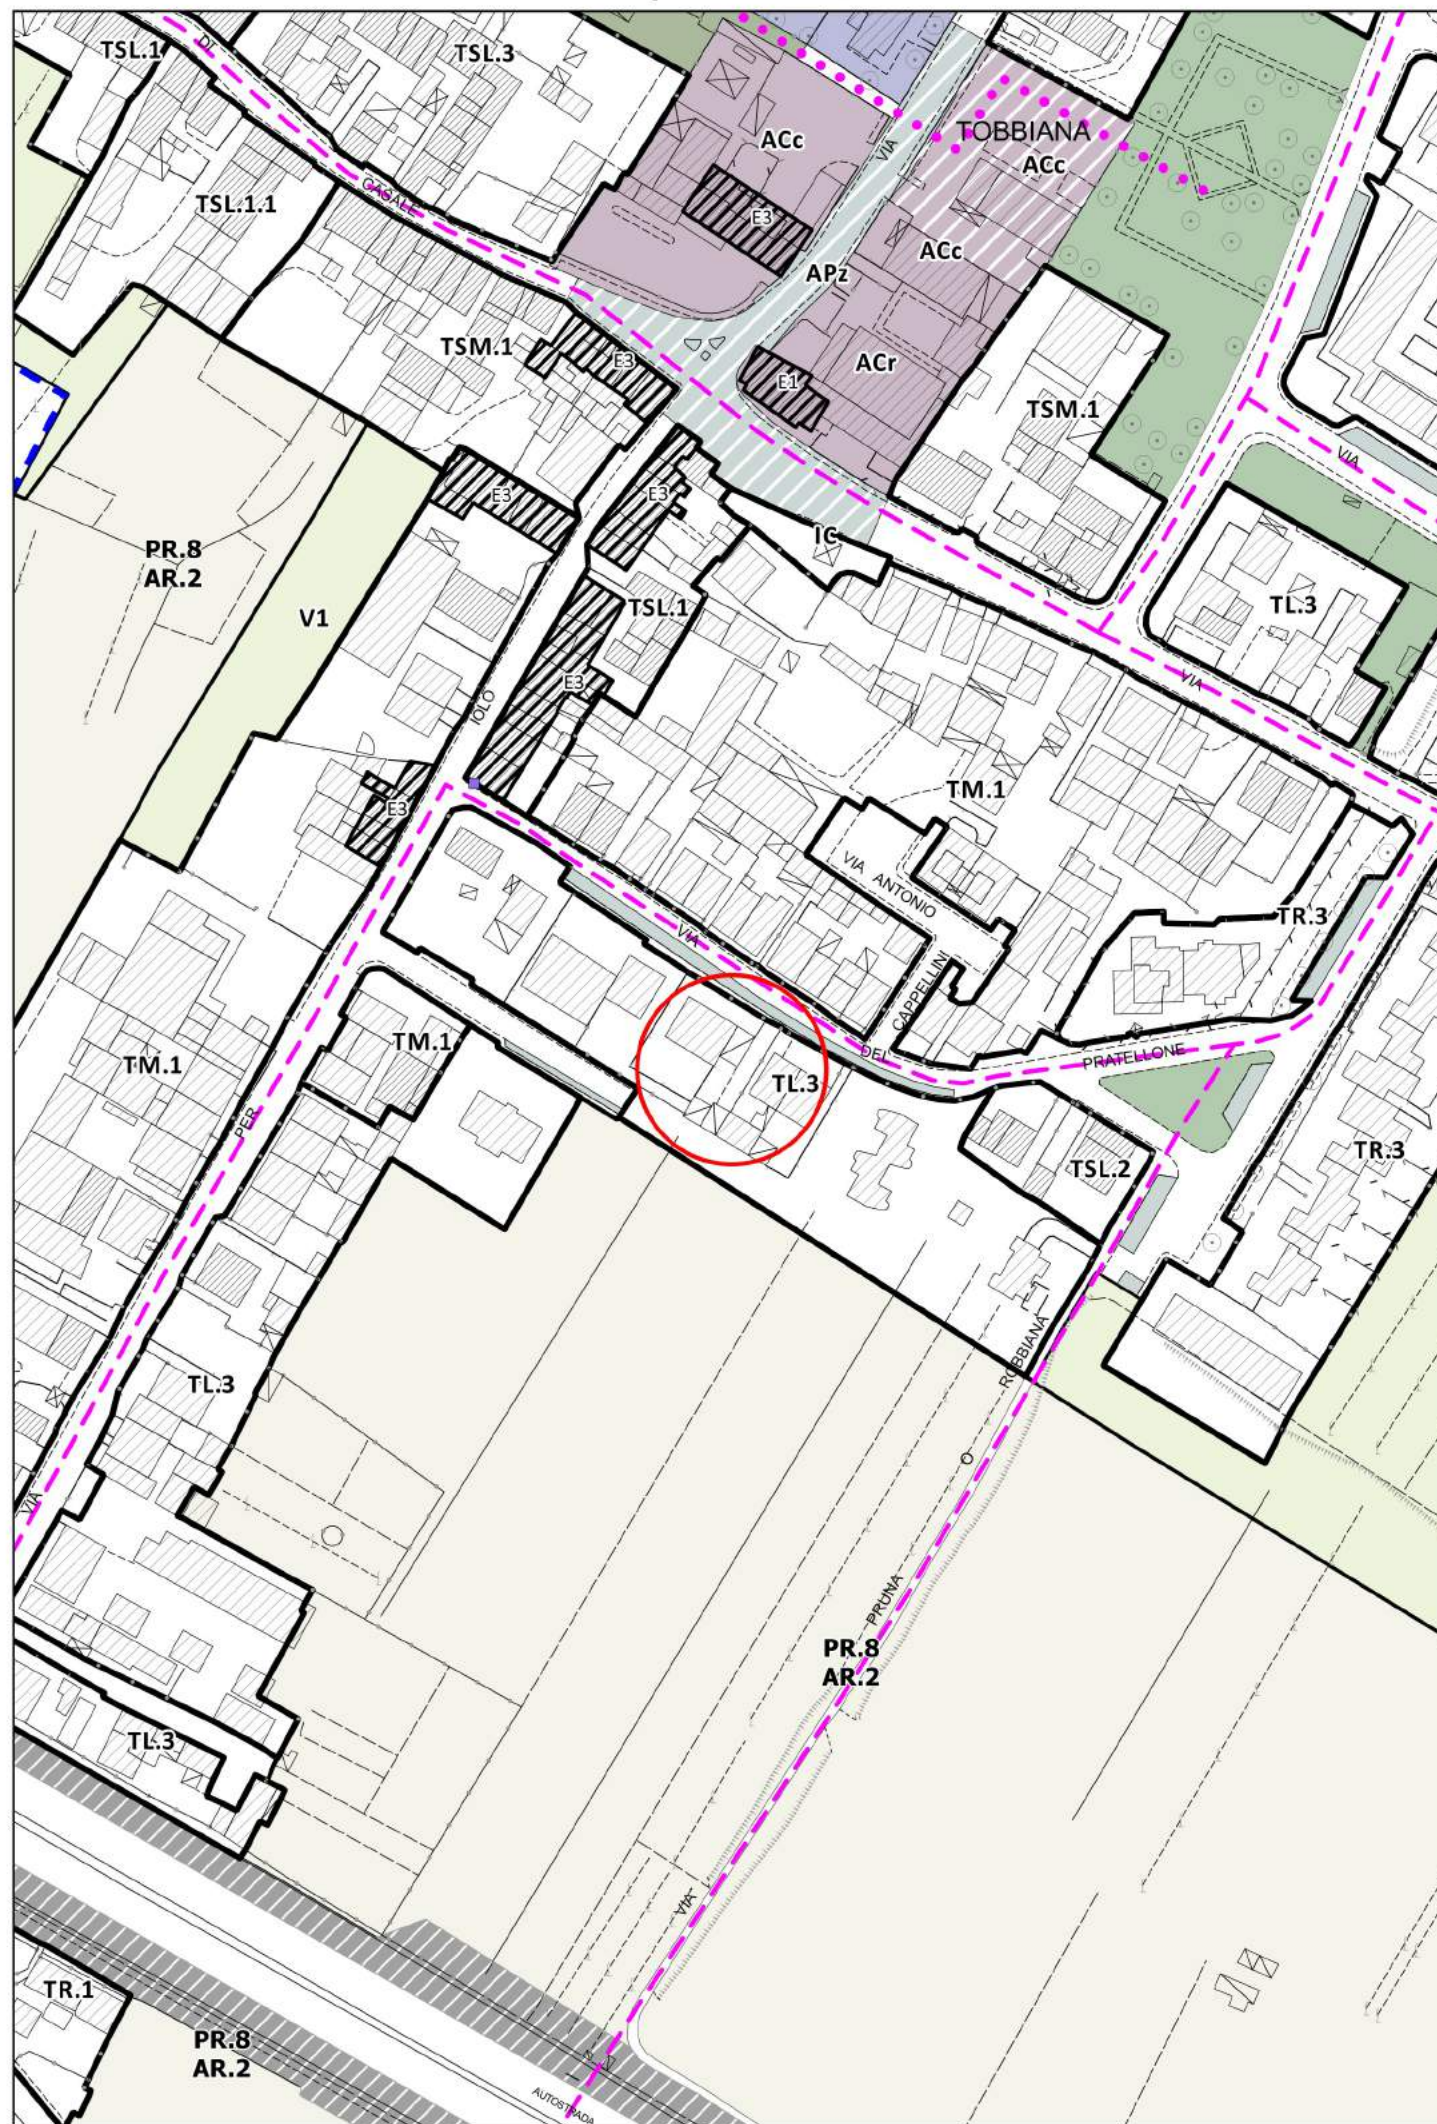 TSL.1
DI
TSL.3
ACc
VIA
TOBBIANA
ACc
CASALE
TSL.1.1
E3
ACc
APz
TSM.1
E3
E1
ACr
TSM.1
VIA
E3
E3
IC
PR.8
AR.2
V1
TSL.1
TL.3
E3
IOLO
VIA
TM.1
E3
VIA ANTONIO
TR.3
VIA
CAPPELLINI
TM.1
TM.1
DEL
PRATELLONE
TL.3
PER
TSL.2
TR.3
ROBBIANA
TL.3
O
VIA
PRUNA
PR.8
AR.2
TL.3
VIA
TR.1
PR.8
AR.2
AUTOSTRADA